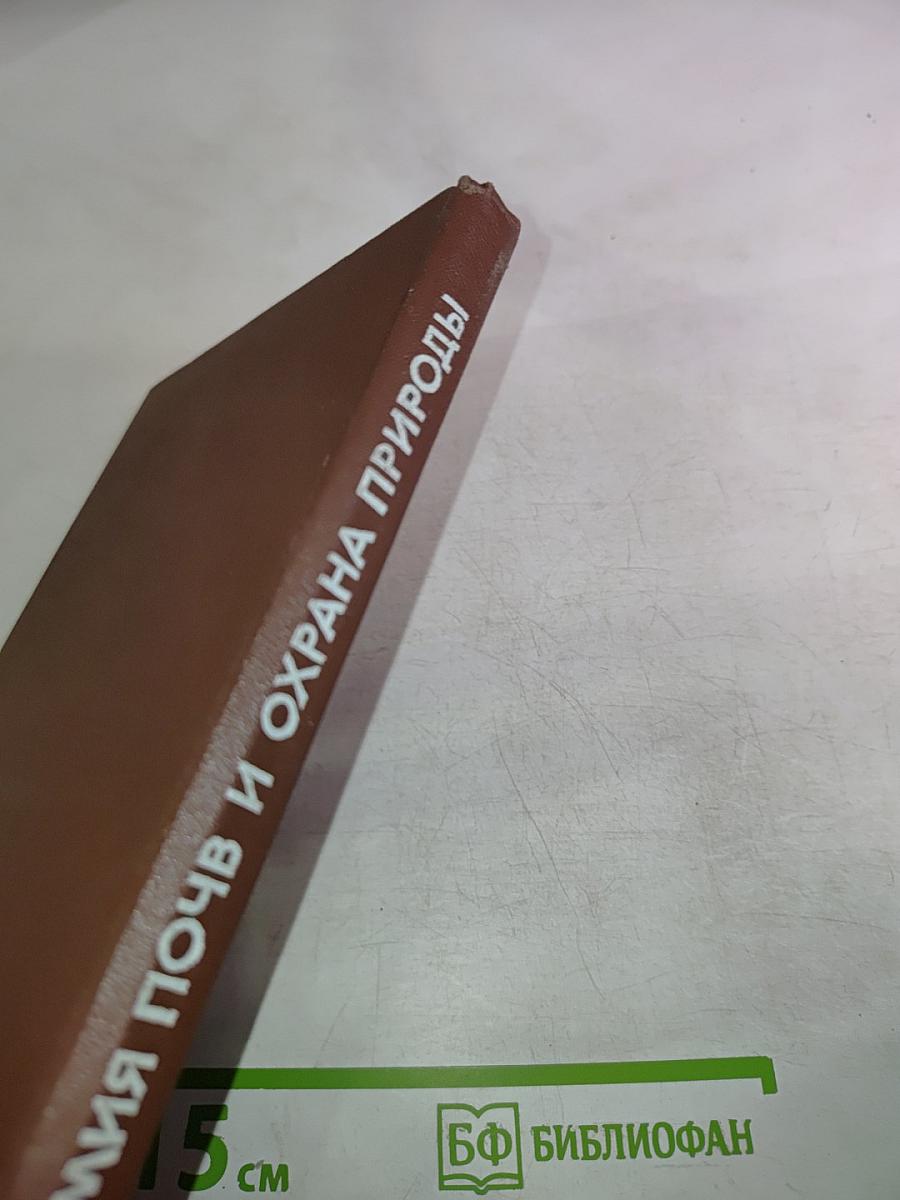 МИЯ ПОЧВ И ОХРАНА ПРИРОДЫ
15 см
БФ БИБЛИОФАН